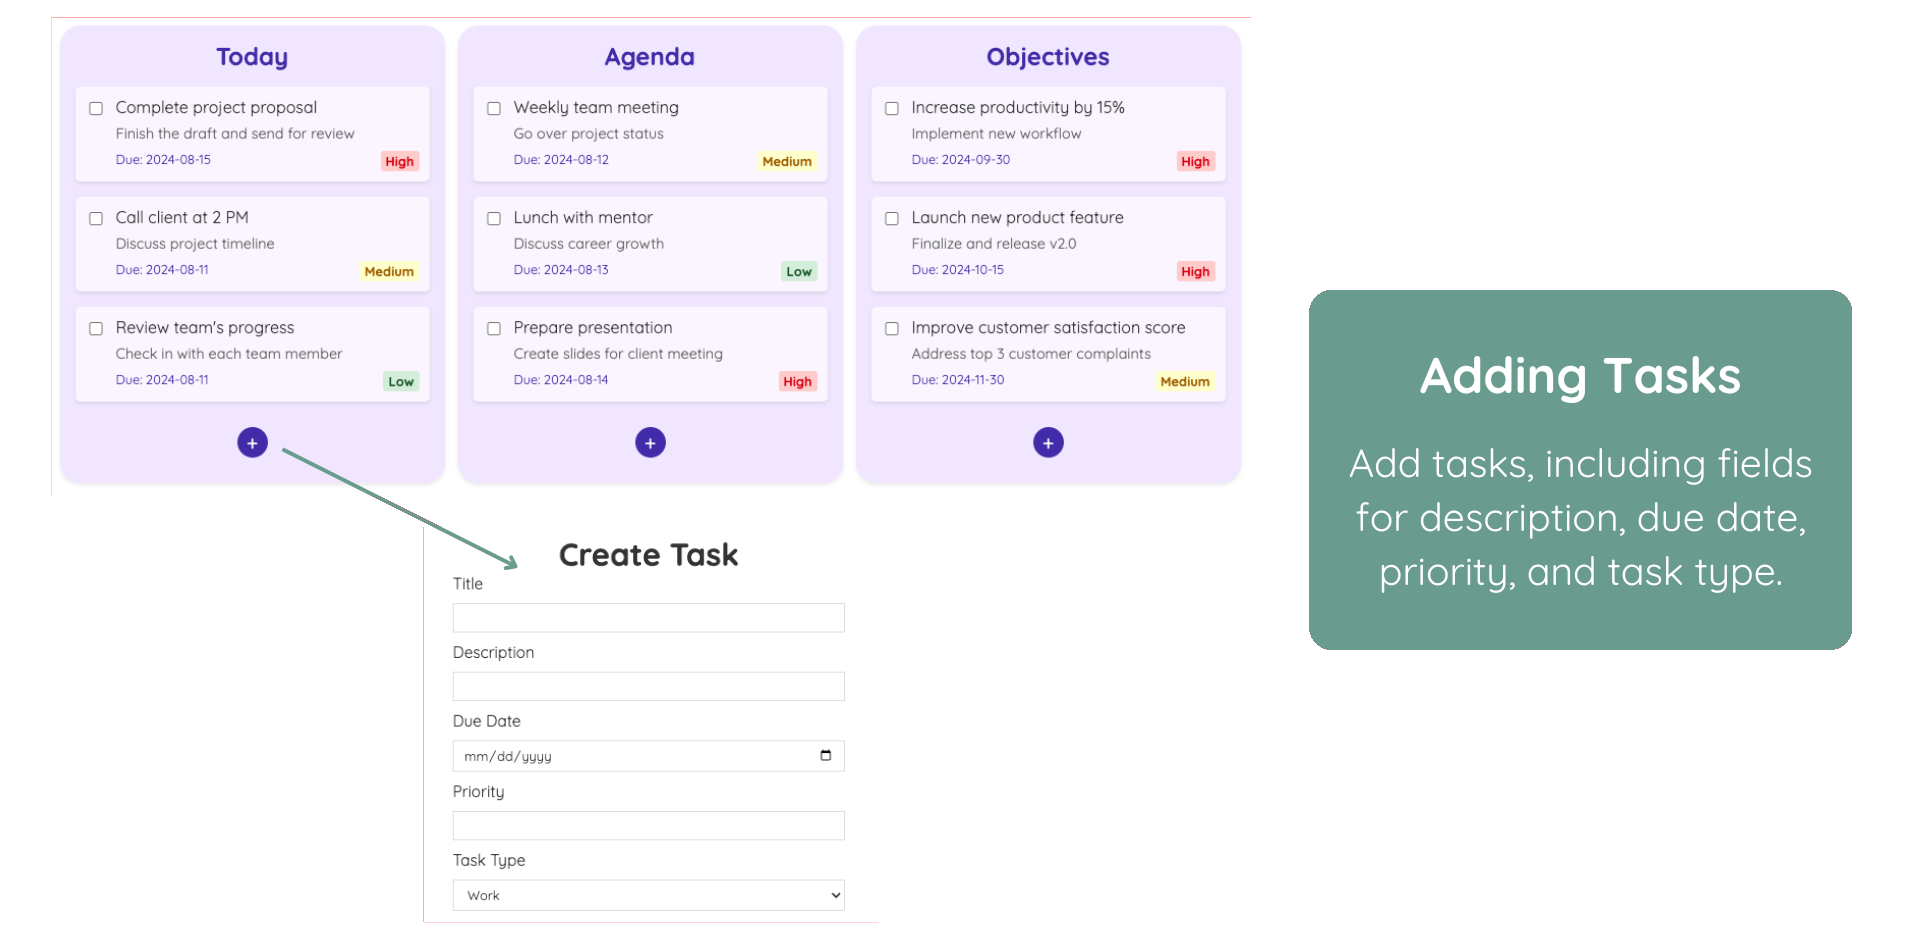 Today
Complete project proposal
Finish the draft and send for review
Due: 2024-08-15
High
Call client at 2 PM
Discuss project timeline
Due: 2024-08-11
Medium
Review team's progress
Check in with each team member
Due: 2024-08-11
Low
+
Agenda
Weekly team meeting
Go over project status
Due: 2024-08-12
Medium
Lunch with mentor
Discuss career growth
Due: 2024-08-13
Low
Prepare presentation
Create slides for client meeting
Due: 2024-08-14
High
+
Objectives
Increase productivity by 15%
Implement new workflow
Due: 2024-09-30
High
Launch new product feature
Finalize and release v2.0
Due: 2024-10-15
High
Improve customer satisfaction score
Address top 3 customer complaints
Due: 2024-11-30
Medium
+
Create Task
Title
Description
Due Date
mm/dd/yyyy
Priority
Task Type
Work
Adding Tasks
Add tasks, including fields
for description, due date,
priority, and task type.